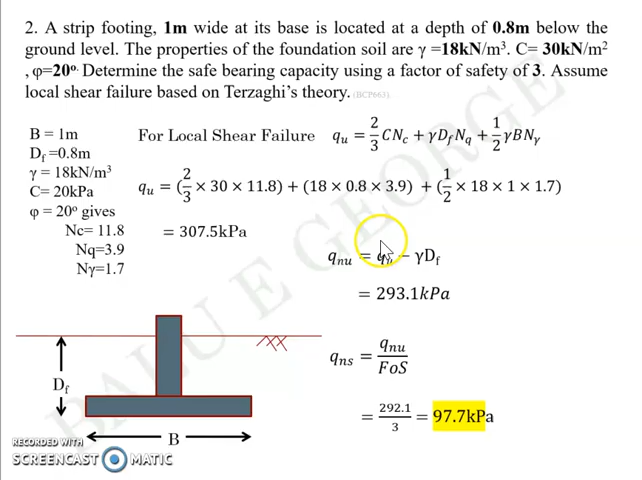 2. A strip footing, 1m wide at its base is located at a depth of 0.8m below the
ground level. The properties of the foundation soil are γ =18kN/m³. C= 30kN/m²
, φ=20º. Determine the safe bearing capacity using a factor of safety of 3. Assume
local shear failure based on Terzaghi's theory. (BCP663)
B = 1m
For Local Shear Failure q_u = 2/3 CN_c + γD_fN_q + 1/2 γBN_γ
D_f =0.8m
γ = 18kN/m³
C= 20kPa
q_u = (2/3 × 30 × 11.8) + (18 × 0.8 × 3.9) + (1/2 × 18 × 1 × 1.7)
φ = 20º gives
Nc= 11.8
= 307.5kPa
Nq=3.9
Nγ=1.7
q_nu = q_u − γD_f
= 293.1kPa
q_ns = q_nu/FoS
= 292.1/3 = 97.7kPa
D_f
B
RECORDED WITH
SCREENCAST MATIC
BALU E GEORGE